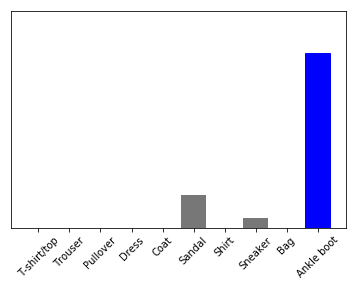 T-shirt/top
Trouser
Pullover
Dress
Coat
Sandal
Shirt
Sneaker
Bag
Ankle boot